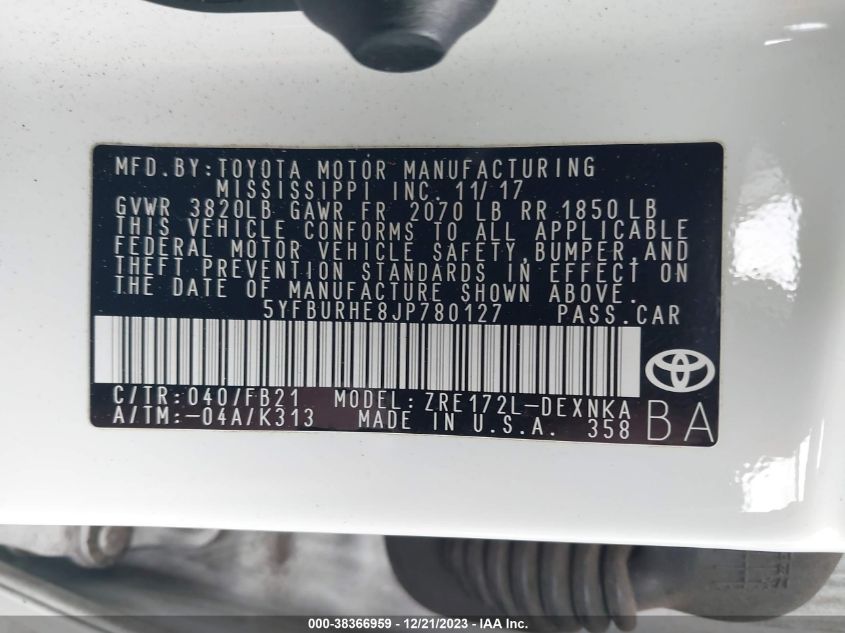 MFD.BY:TOYOTA MOTOR MANUFACTURING
MISSISSIPPI INC. 11/17
GVWR 3820LB GAWR FR 2070 LB RR 1850 LB
THIS VEHICLE CONFORMS TO ALL APPLICABLE
FEDERAL MOTOR VEHICLE SAFETY, BUMPER, AND
THEFT PREVENTION STANDARDS IN EFFECT ON
THE DATE OF MANUFACTURE SHOWN ABOVE.
5YFBURHE8JP780127 PASS.CAR
C/TR: 040/FB21 MODEL: ZRE172L-DEXNKA
A/TM:-04A/K313 MADE IN U.S.A. 358 BA
000-38366959 - 12/21/2023 - IAA Inc.